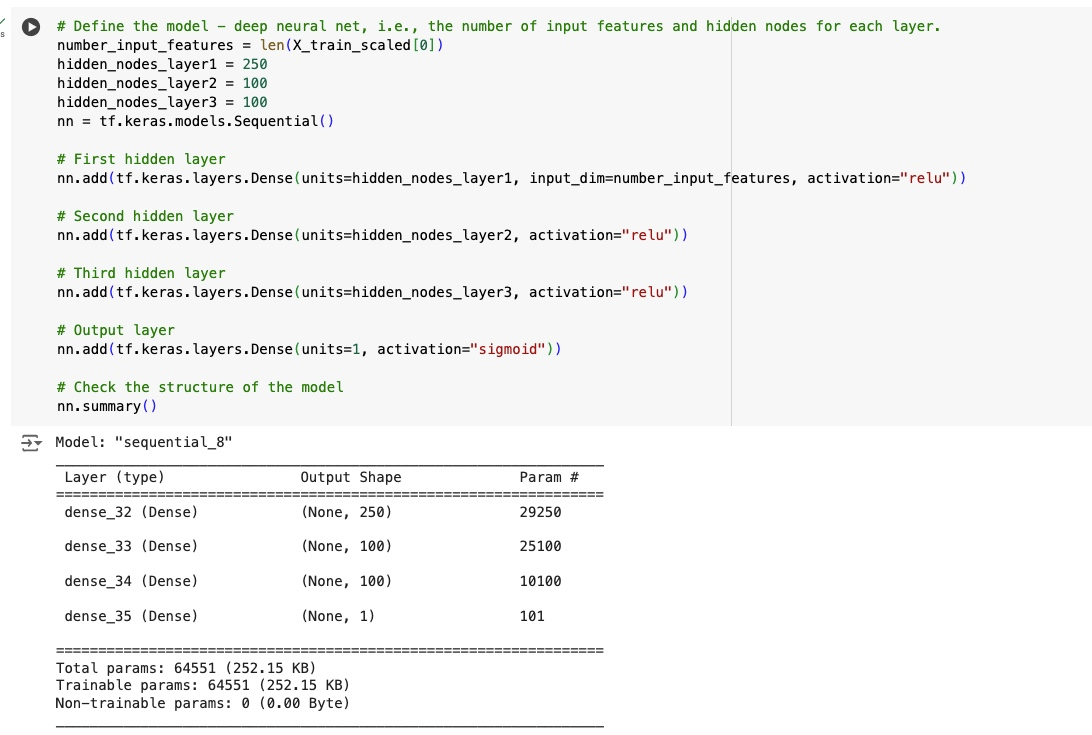 # Define the model – deep neural net, i.e., the number of input features and hidden nodes for each layer.
number_input_features = len(X_train_scaled[0])
hidden_nodes_layer1 = 250
hidden_nodes_layer2 = 100
hidden_nodes_layer3 = 100
nn = tf.keras.models.Sequential()
# First hidden layer
nn.add(tf.keras.layers.Dense(units=hidden_nodes_layer1, input_dim=number_input_features, activation="relu"))
# Second hidden layer
nn.add(tf.keras.layers.Dense(units=hidden_nodes_layer2, activation="relu"))
# Third hidden layer
nn.add(tf.keras.layers.Dense(units=hidden_nodes_layer3, activation="relu"))
# Output layer
nn.add(tf.keras.layers.Dense(units=1, activation="sigmoid"))
# Check the structure of the model
nn.summary()
Model: "sequential_8"
Layer (type) Output Shape Param #
dense_32 (Dense) (None, 250) 29250
dense_33 (Dense) (None, 100) 25100
dense_34 (Dense) (None, 100) 10100
dense_35 (Dense) (None, 1) 101
Total params: 64551 (252.15 KB)
Trainable params: 64551 (252.15 KB)
Non-trainable params: 0 (0.00 Byte)